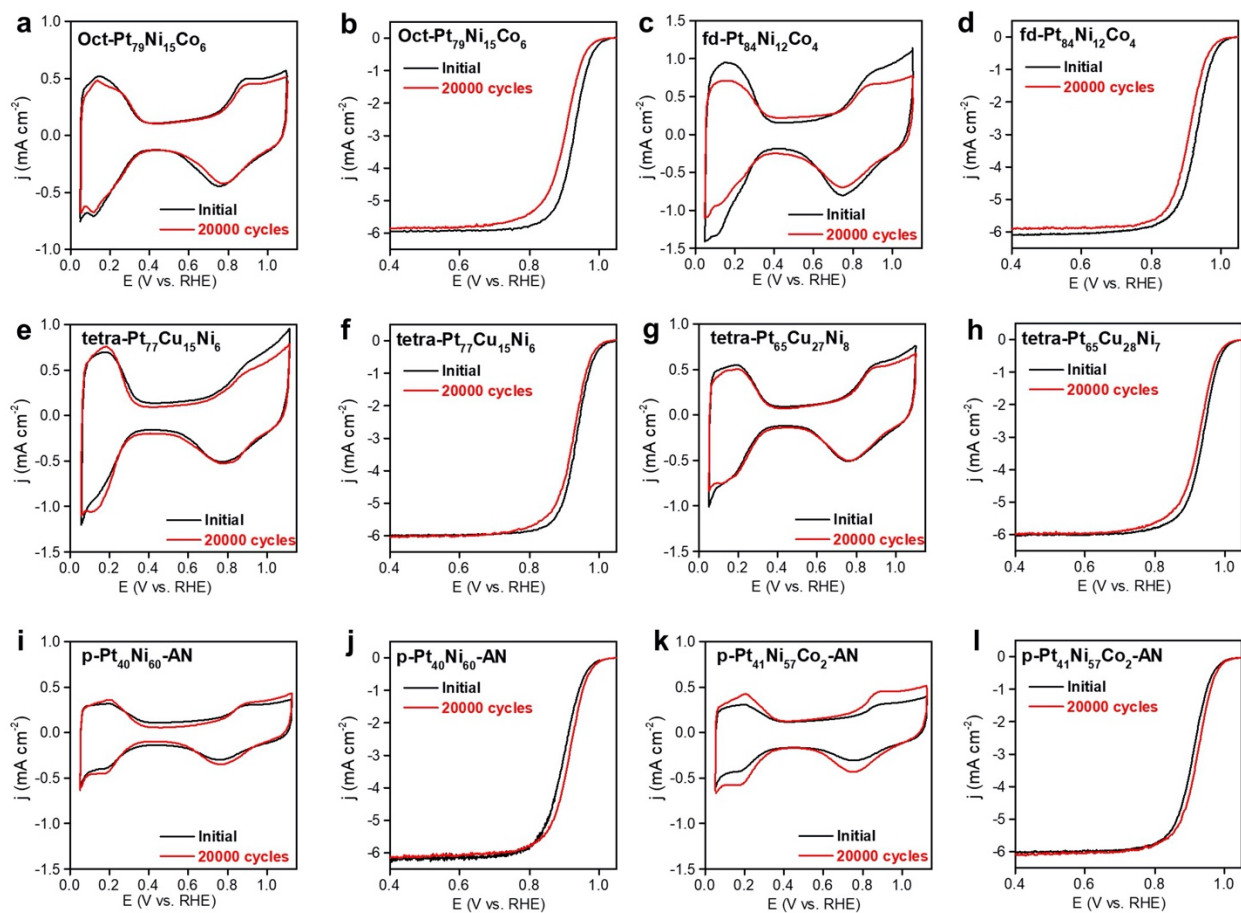 a
Oct-Pt₇₉Ni₁₅Co₆
Initial
20000 cycles
j (mA cm⁻²)
1.0
0.5
0.0
-0.5
-1.0
0.0 0.2 0.4 0.6 0.8 1.0
E (V vs. RHE)
b
Oct-Pt₇₉Ni₁₅Co₆
Initial
20000 cycles
j (mA cm⁻²)
0
-1
-2
-3
-4
-5
-6
0.4 0.6 0.8 1.0
E (V vs. RHE)
c
fd-Pt₈₄Ni₁₂Co₄
Initial
20000 cycles
j (mA cm⁻²)
1.5
1.0
0.5
0.0
-0.5
-1.0
-1.5
0.0 0.2 0.4 0.6 0.8 1.0
E (V vs. RHE)
d
fd-Pt₈₄Ni₁₂Co₄
Initial
20000 cycles
j (mA cm⁻²)
0
-1
-2
-3
-4
-5
-6
0.4 0.6 0.8 1.0
E (V vs. RHE)
e
tetra-Pt₇₇Cu₁₅Ni₆
Initial
20000 cycles
j (mA cm⁻²)
1.0
0.5
0.0
-0.5
-1.0
-1.5
0.0 0.2 0.4 0.6 0.8 1.0
E (V vs. RHE)
f
tetra-Pt₇₇Cu₁₅Ni₆
Initial
20000 cycles
j (mA cm⁻²)
0
-1
-2
-3
-4
-5
-6
0.4 0.6 0.8 1.0
E (V vs. RHE)
g
tetra-Pt₆₅Cu₂₇Ni₈
Initial
20000 cycles
j (mA cm⁻²)
1.0
0.5
0.0
-0.5
-1.0
-1.5
0.0 0.2 0.4 0.6 0.8 1.0
E (V vs. RHE)
h
tetra-Pt₆₅Cu₂₈Ni₇
Initial
20000 cycles
j (mA cm⁻²)
0
-1
-2
-3
-4
-5
-6
0.4 0.6 0.8 1.0
E (V vs. RHE)
i
p-Pt₄₀Ni₆₀-AN
Initial
20000 cycles
j (mA cm⁻²)
1.0
0.5
0.0
-0.5
-1.0
-1.5
0.0 0.2 0.4 0.6 0.8 1.0
E (V vs. RHE)
j
p-Pt₄₀Ni₆₀-AN
Initial
20000 cycles
j (mA cm⁻²)
0
-1
-2
-3
-4
-5
-6
0.4 0.6 0.8 1.0
E (V vs. RHE)
k
p-Pt₄₁Ni₅₇Co₂-AN
Initial
20000 cycles
j (mA cm⁻²)
1.0
0.5
0.0
-0.5
-1.0
-1.5
0.0 0.2 0.4 0.6 0.8 1.0
E (V vs. RHE)
l
p-Pt₄₁Ni₅₇Co₂-AN
Initial
20000 cycles
j (mA cm⁻²)
0
-1
-2
-3
-4
-5
-6
0.4 0.6 0.8 1.0
E (V vs. RHE)